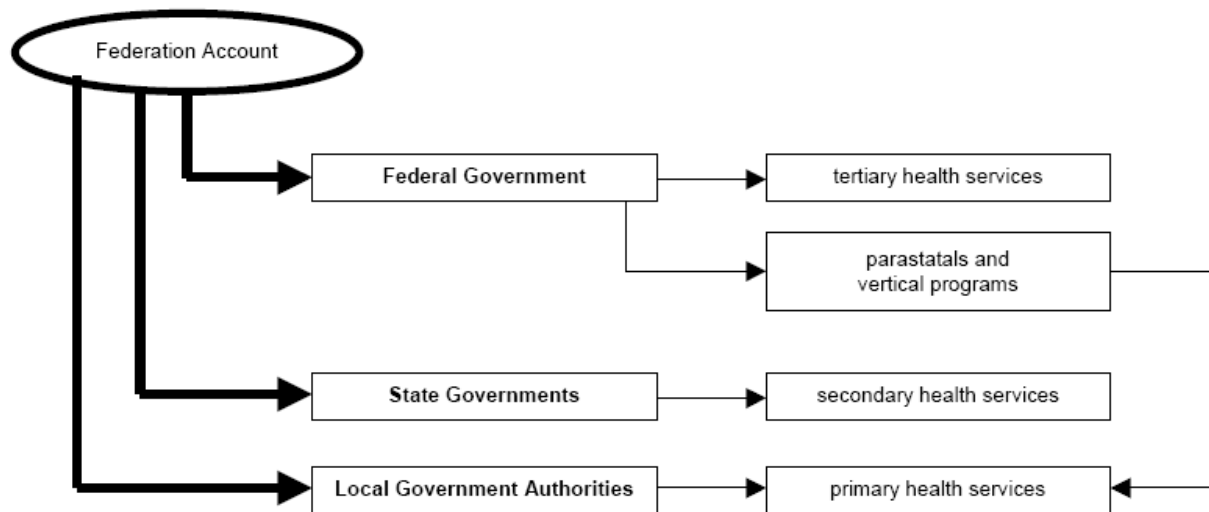 Federation Account
Federal Government
tertiary health services
parastatals and
vertical programs
State Governments
secondary health services
Local Government Authorities
primary health services